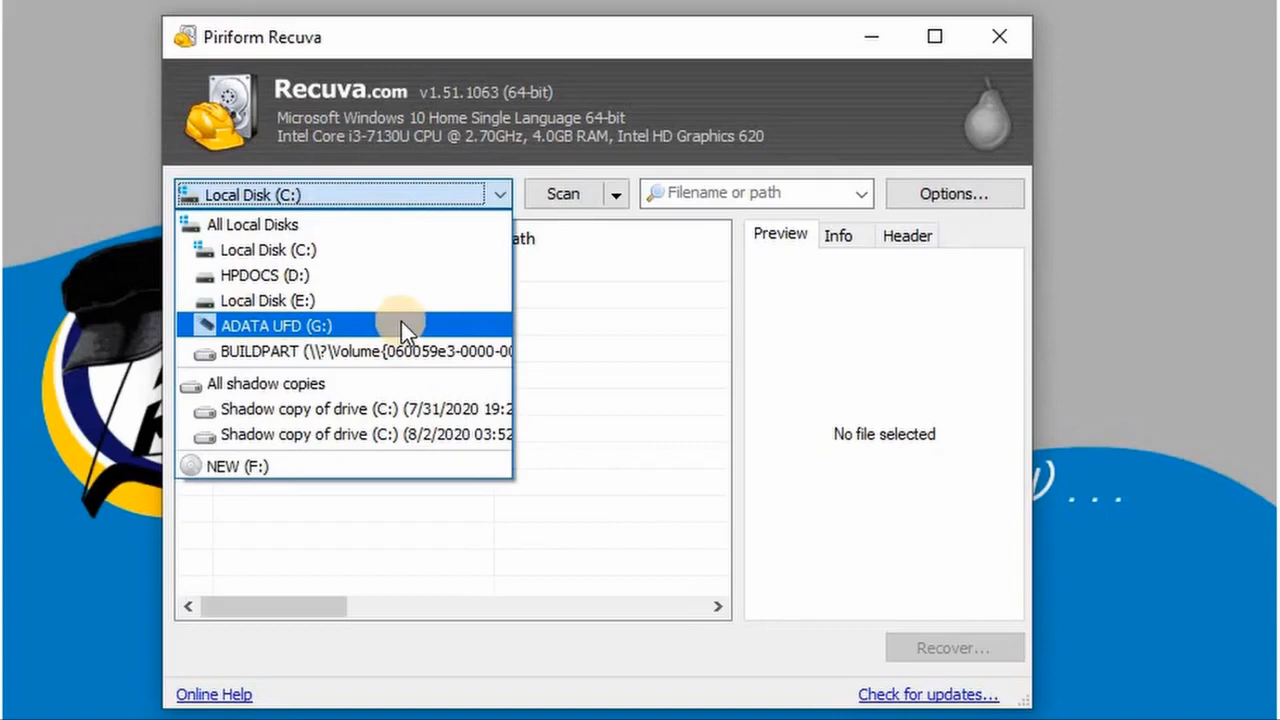 Piriform Recuva
Recuva.com v1.51.1063 (64-bit)
Microsoft Windows 10 Home Single Language 64-bit
Intel Core i3-7130U CPU @ 2.70GHz, 4.0GB RAM, Intel HD Graphics 620
Local Disk (C:)
Scan
Filename or path
Options...
All Local Disks
Local Disk (C:)
HPDOCS (D:)
Local Disk (E:)
ADATA UFD (G:)
BUILDPART (\\?\Volume{060059e3-0000-00
All shadow copies
Shadow copy of drive (C:) (7/31/2020 19:2
Shadow copy of drive (C:) (8/2/2020 03:52
NEW (F:)
ath
Preview
Info
Header
No file selected
Recover...
Online Help
Check for updates...
) ...